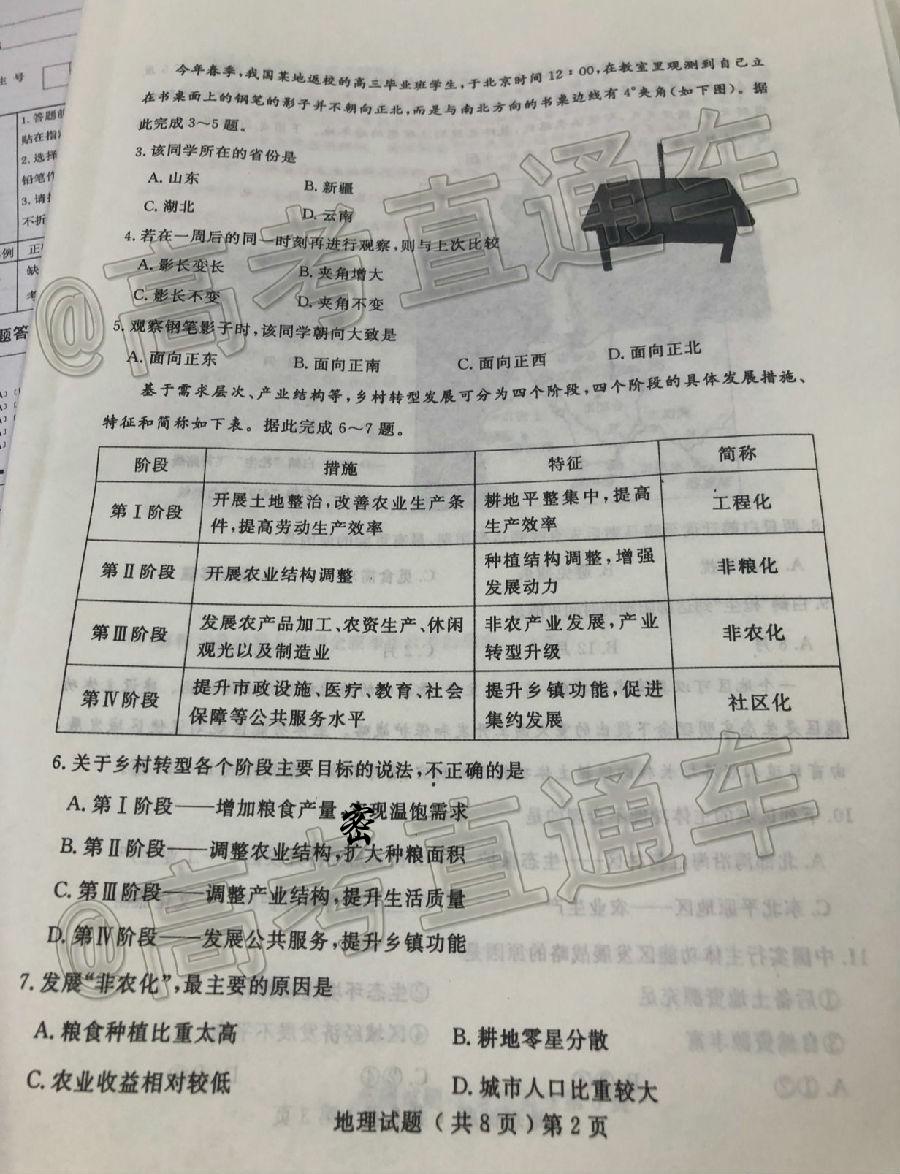 今年春季,我国某地返校的高三毕业班学生,于北京时间12:00,在教室里观测到自己立
在书桌面上的钢笔的影子并不朝向正北,而是与南北方向的书桌边线有4°夹角(如下图)。据
此完成3~5题。
3.该同学所在的省份是
A.山东
B.新疆
C.湖北
D.云南
4.若在一周后的同一时刻再进行观察,则与上次比较
A.影长变长
B.夹角增大
C.影长不变
D.夹角不变
5.观察钢笔影子时,该同学朝向大致是
A.面向正东
B.面向正南
C.面向正西
D.面向正北
基于需求层次、产业结构等,乡村转型发展可分为四个阶段,四个阶段的具体发展措施、
特征和简称如下表。据此完成6~7题。
阶段 措施 特征 简称
第Ⅰ阶段 开展土地整治,改善农业生产条
件,提高劳动生产效率
耕地平整集中,提高
生产效率
工程化
第Ⅱ阶段 开展农业结构调整
种植结构调整,增强
发展动力
非粮化
第Ⅲ阶段 发展农产品加工、农资生产、休闲
观光以及制造业
非农产业发展,产业
转型升级
非农化
第Ⅳ阶段 提升市政设施、医疗、教育、社会
保障等公共服务水平
提升乡镇功能,促进
集约发展
社区化
6.关于乡村转型各个阶段主要目标的说法,不正确的是
A.第Ⅰ阶段——增加粮食产量 密 现温饱需求
B.第Ⅱ阶段——调整农业结构,扩大种粮面积
C.第Ⅲ阶段——调整产业结构,提升生活质量
D.第Ⅳ阶段——发展公共服务,提升乡镇功能
7.发展“非农化”,最主要的原因是
A.粮食种植比重太高
B.耕地零星分散
C.农业收益相对较低
D.城市人口比重较大
地理试题(共8页)第2页
@高考直通车
@高考直通车